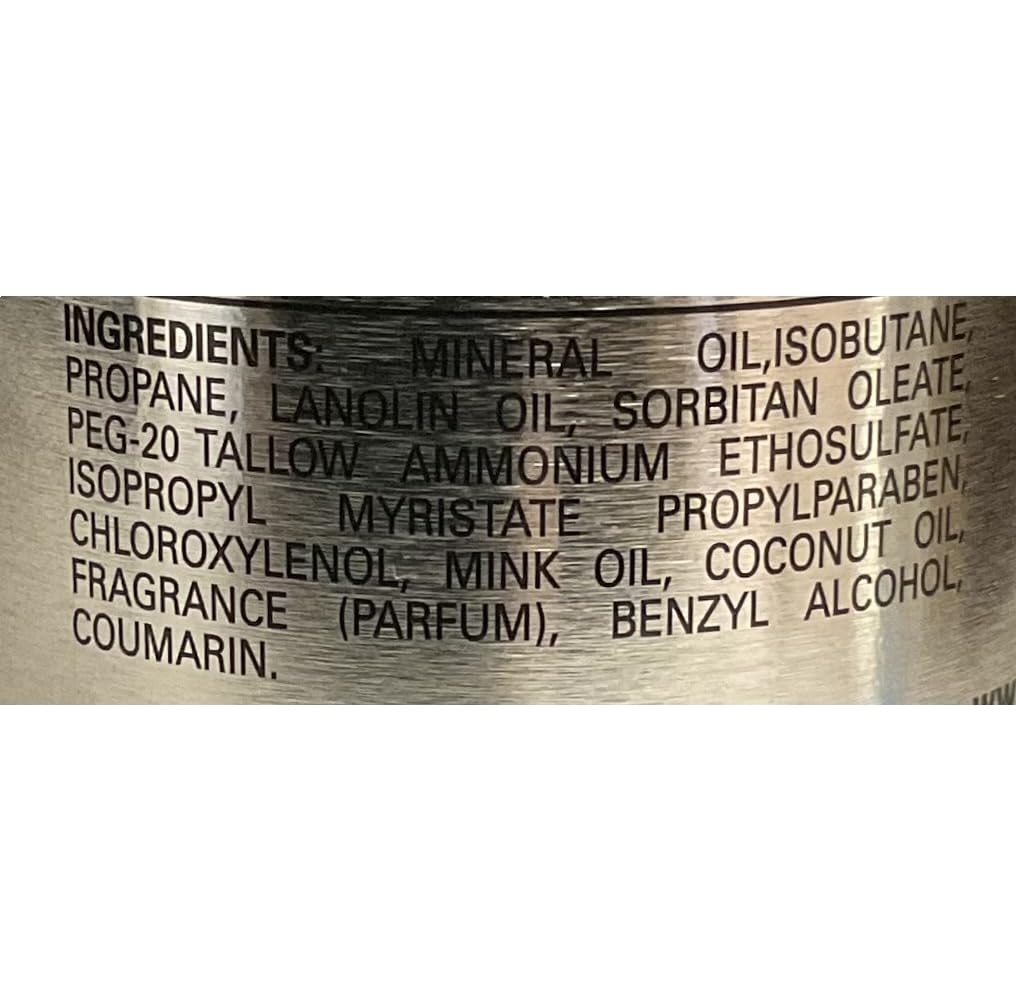 INGREDIENTS: MINERAL OIL,ISOBUTANE,
PROPANE, LANOLIN OIL, SORBITAN OLEATE,
PEG-20 TALLOW AMMONIUM ETHOSULFATE,
ISOPROPYL MYRISTATE PROPYLPARABEN,
CHLOROXYLENOL, MINK OIL, COCONUT OIL,
FRAGRANCE (PARFUM), BENZYL ALCOHOL,
COUMARIN.